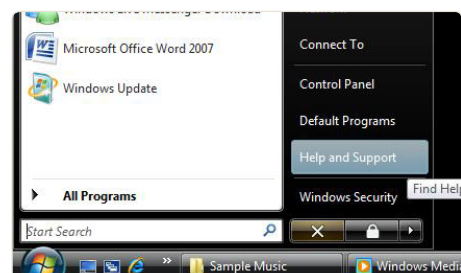 Microsoft Office Word 2007
Windows Update
All Programs
Start Search
Connect To
Control Panel
Default Programs
Help and Support
Windows Security
Find Help
Sample Music
Windows Media